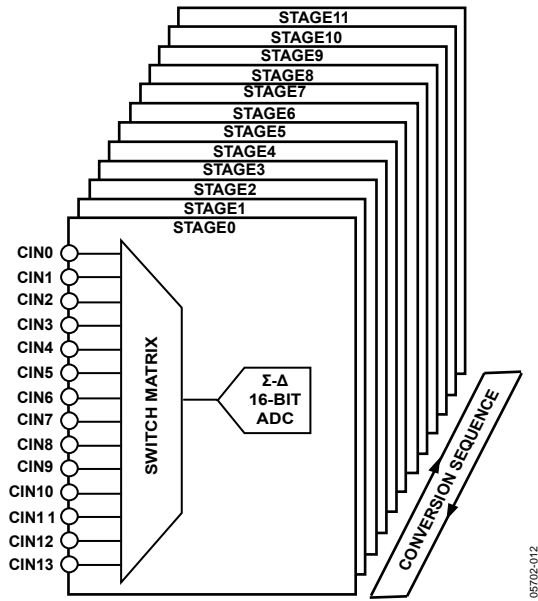 STAGE11
STAGE10
STAGE9
STAGE8
STAGE7
STAGE6
STAGE5
STAGE4
STAGE3
STAGE2
STAGE1
STAGE0
CIN0
CIN1
CIN2
CIN3
CIN4
CIN5
CIN6
CIN7
CIN8
CIN9
CIN10
CIN11
CIN12
CIN13
SWITCH MATRIX
Σ-Δ
16-BIT
ADC
CONVERSION SEQUENCE
05702-012